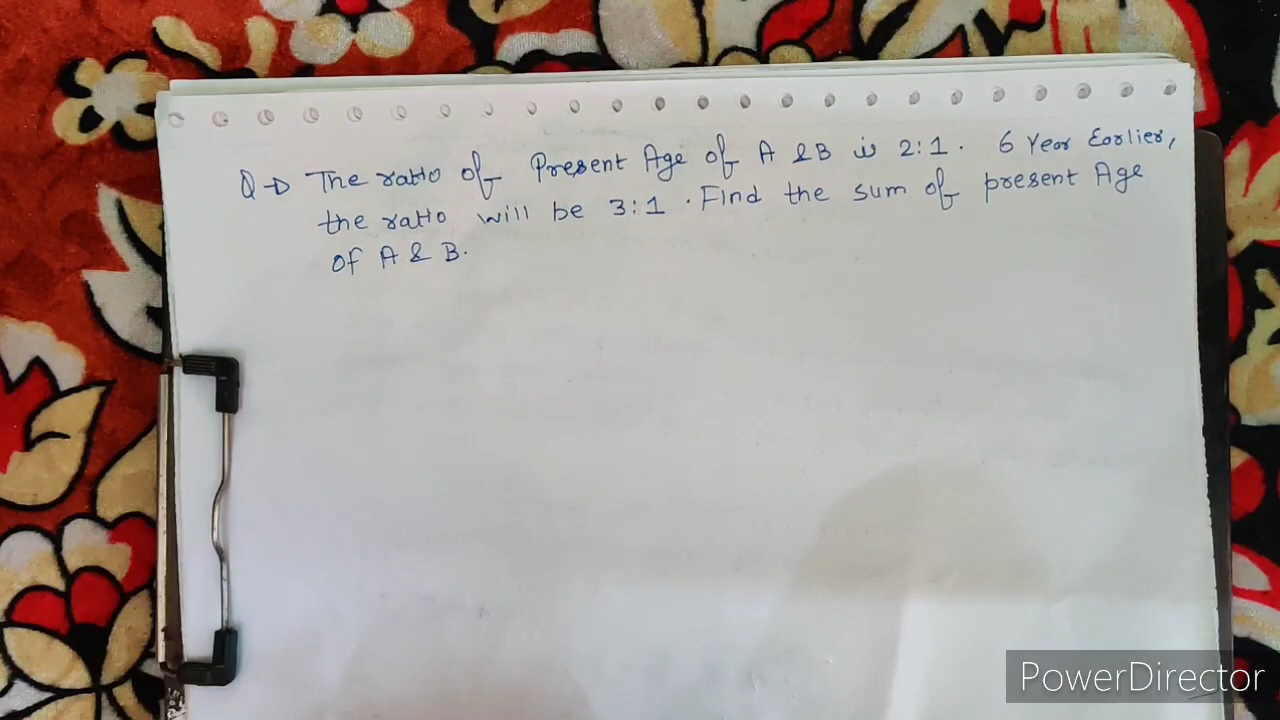 Q→ The ratio of Present Age of A & B is 2:1. 6 Year Earlier,
the ratio will be 3:1. Find the sum of present Age
of A & B.
PowerDirector